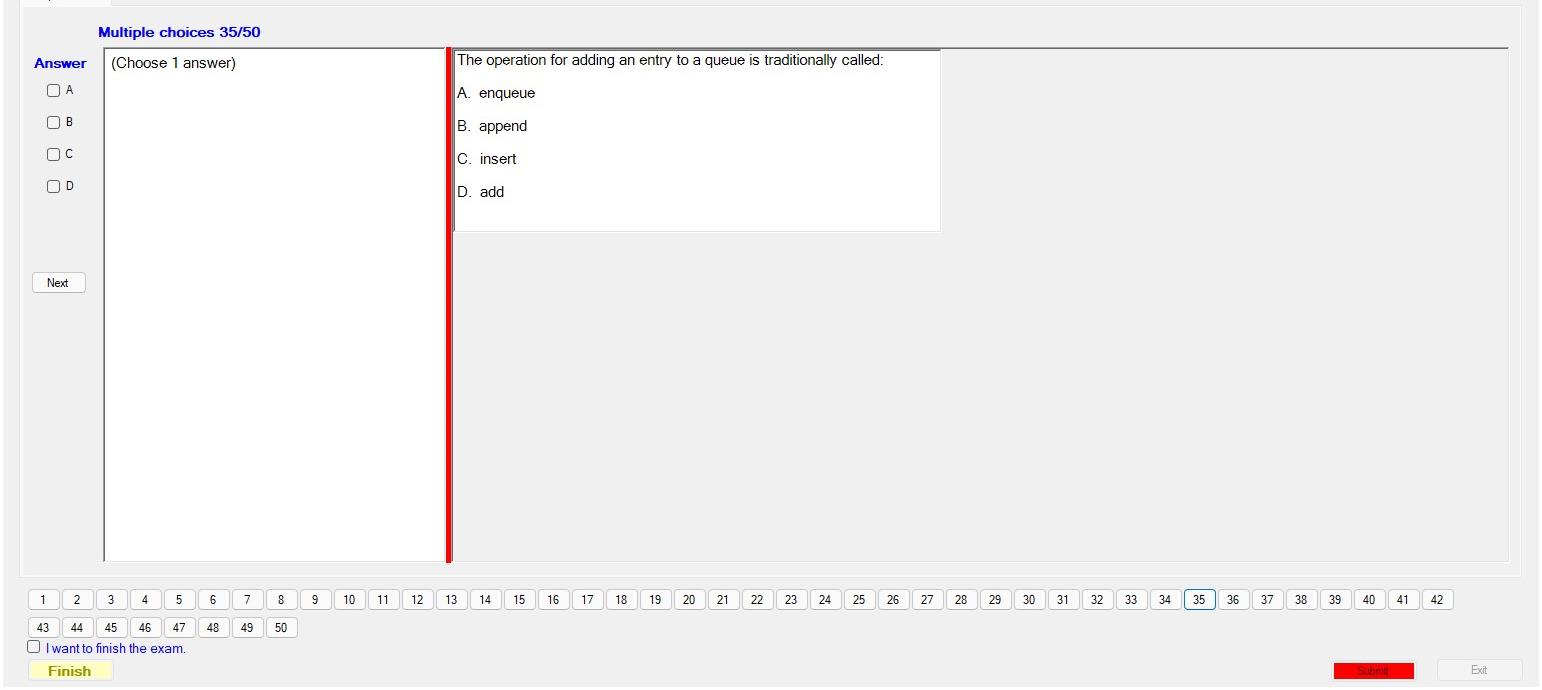 Multiple choices 35/50
Answer
(Choose 1 answer)
A
B
C
D
Next
The operation for adding an entry to a queue is traditionally called:
A. enqueue
B. append
C. insert
D. add
1 2 3 4 5 6 7 8 9 10 11 12 13 14 15 16 17 18 19 20 21 22 23 24 25 26 27 28 29 30 31 32 33 34 35 36 37 38 39 40 41 42
43 44 45 46 47 48 49 50
I want to finish the exam.
Finish
Submit
Exit